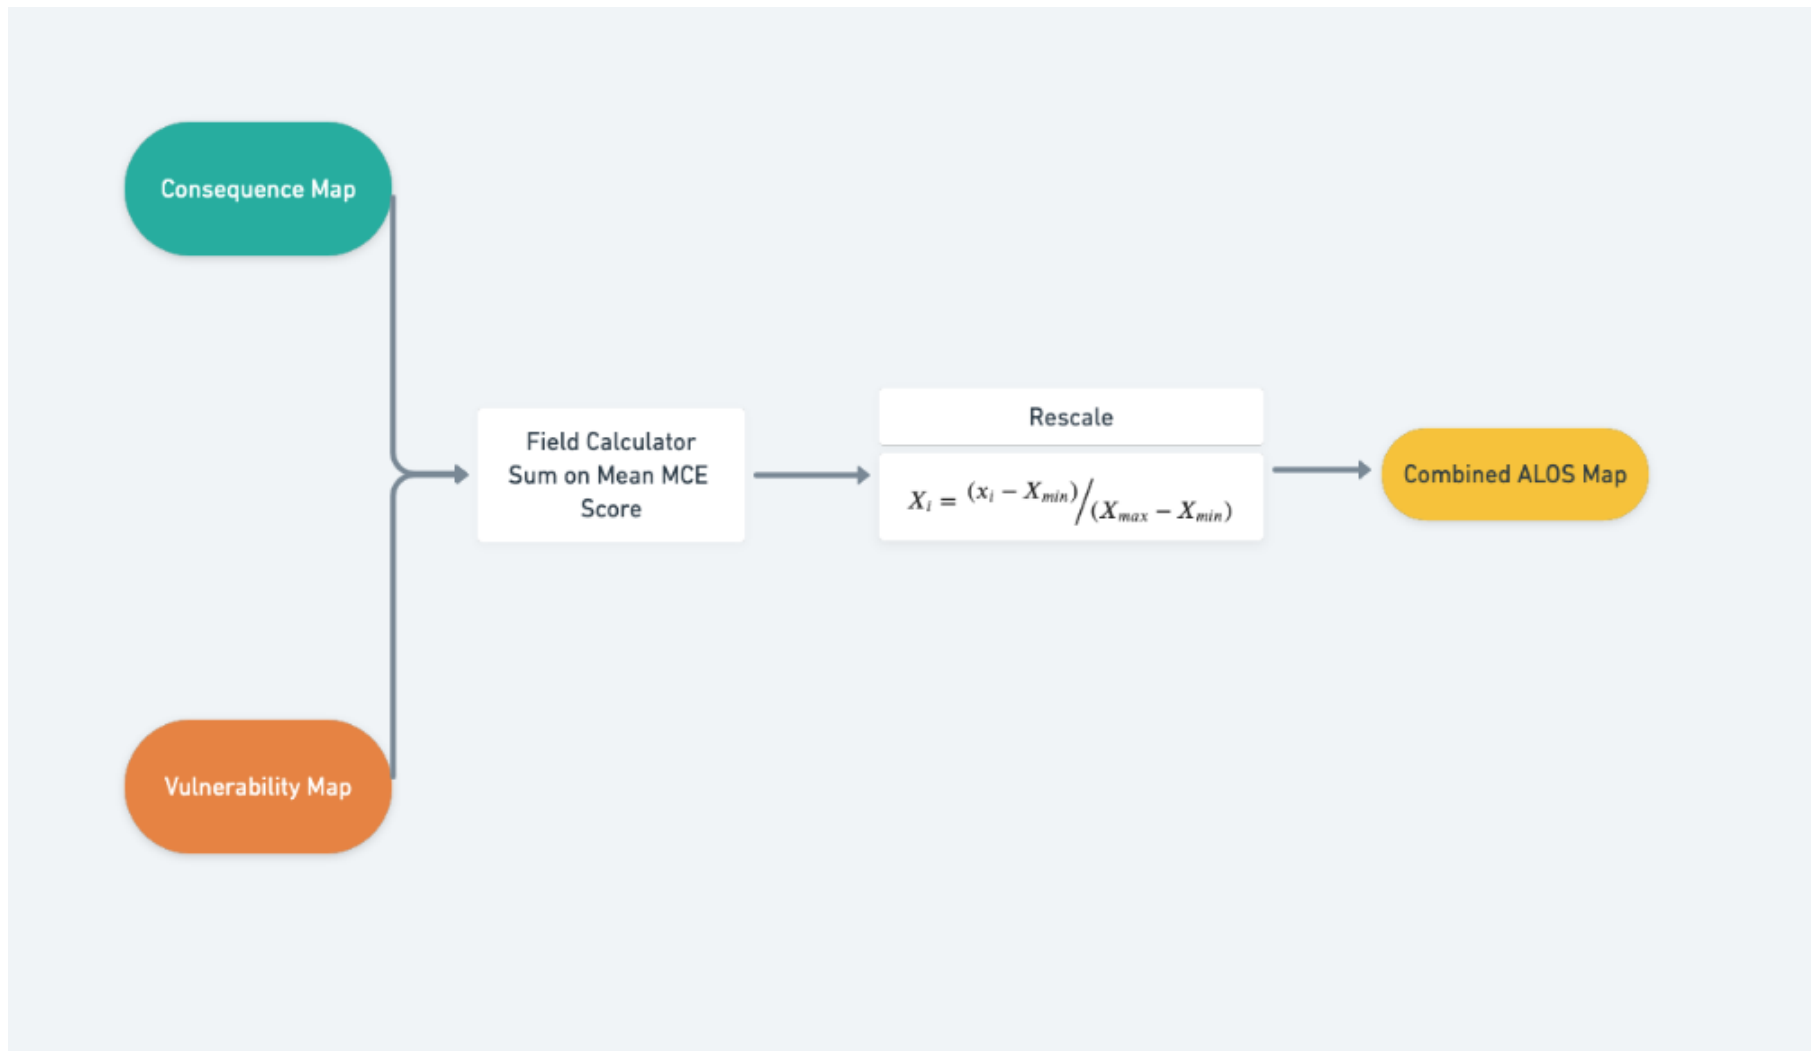 Consequence Map
Field Calculator
Sum on Mean MCE
Score
Rescale
X_i = (x_i − X_min)/(X_max − X_min)
Combined ALOS Map
Vulnerability Map